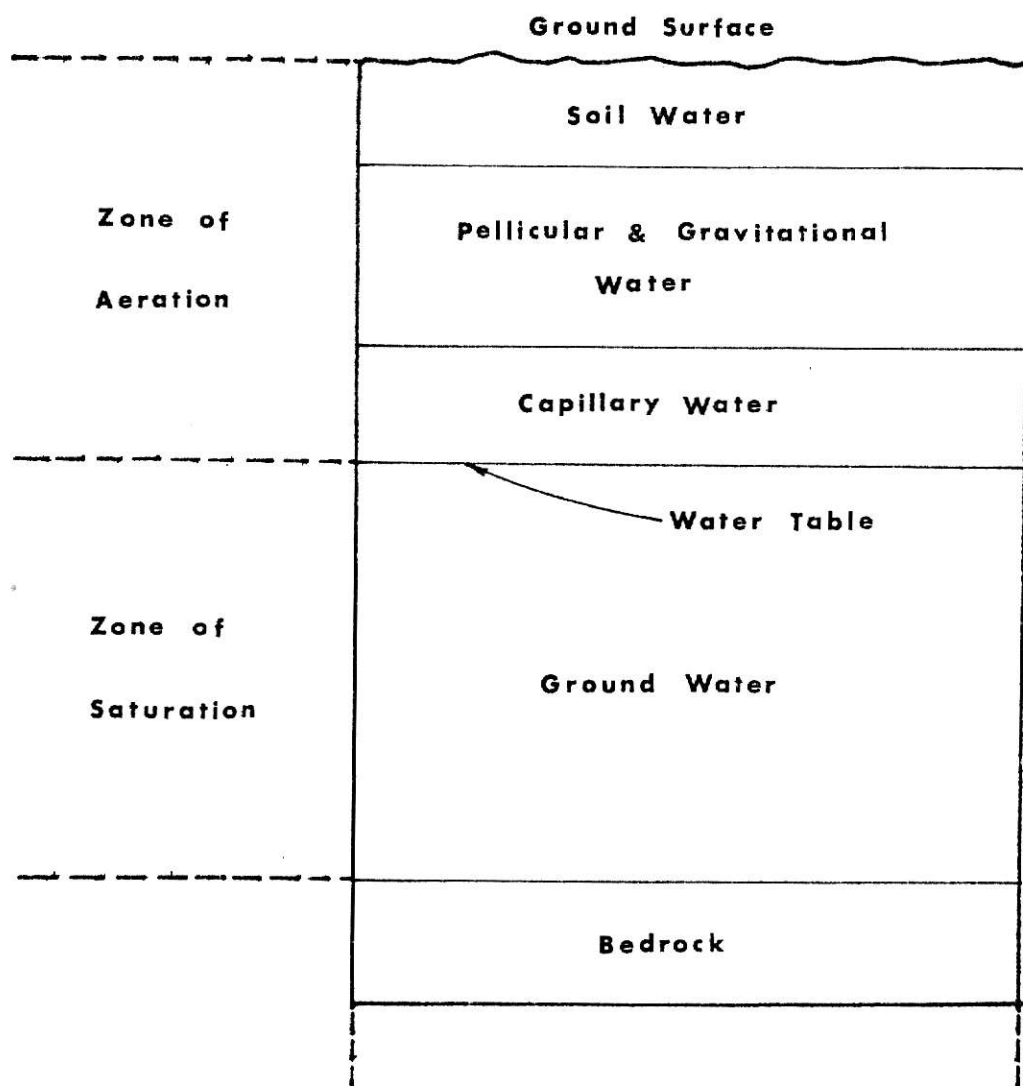 Ground Surface
Soil Water
Zone of
Pellicular & Gravitational
Water
Aeration
Capillary Water
Water Table
Zone of
Ground Water
Saturation
Bedrock